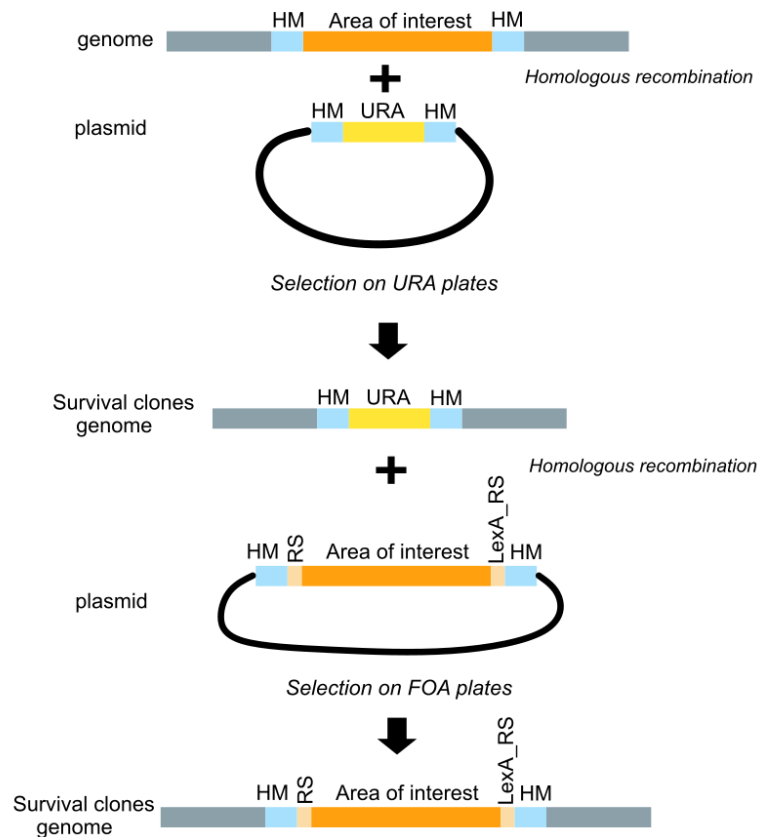 HM Area of interest HM
genome
Homologous recombination
HM URA HM
plasmid
Selection on URA plates
HM URA HM
Survival clones
genome
Homologous recombination
HM RS Area of interest LexA_RS HM
plasmid
Selection on FOA plates
HM RS Area of interest LexA_RS HM
Survival clones
genome